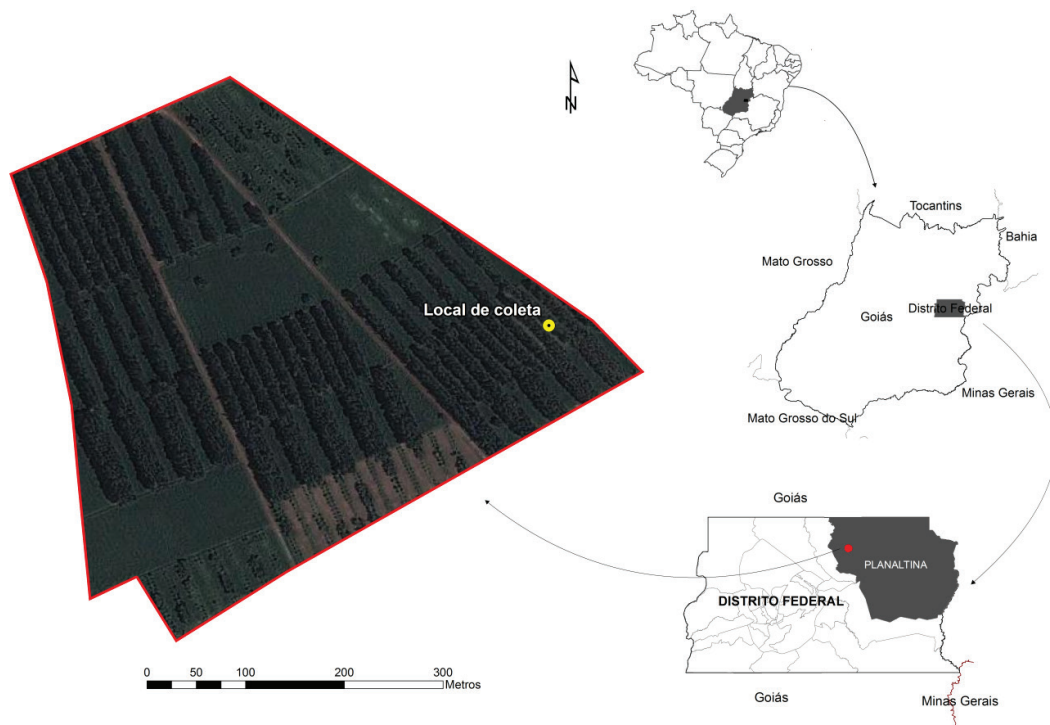 N
Tocantins
Bahia
Mato Grosso
Distrito Federal
Goiás
Minas Gerais
Mato Grosso do Sul
Local de coleta
Goiás
PLANALTINA
DISTRITO FEDERAL
Goiás
Minas Gerais
0 50 100 200 300
Metros